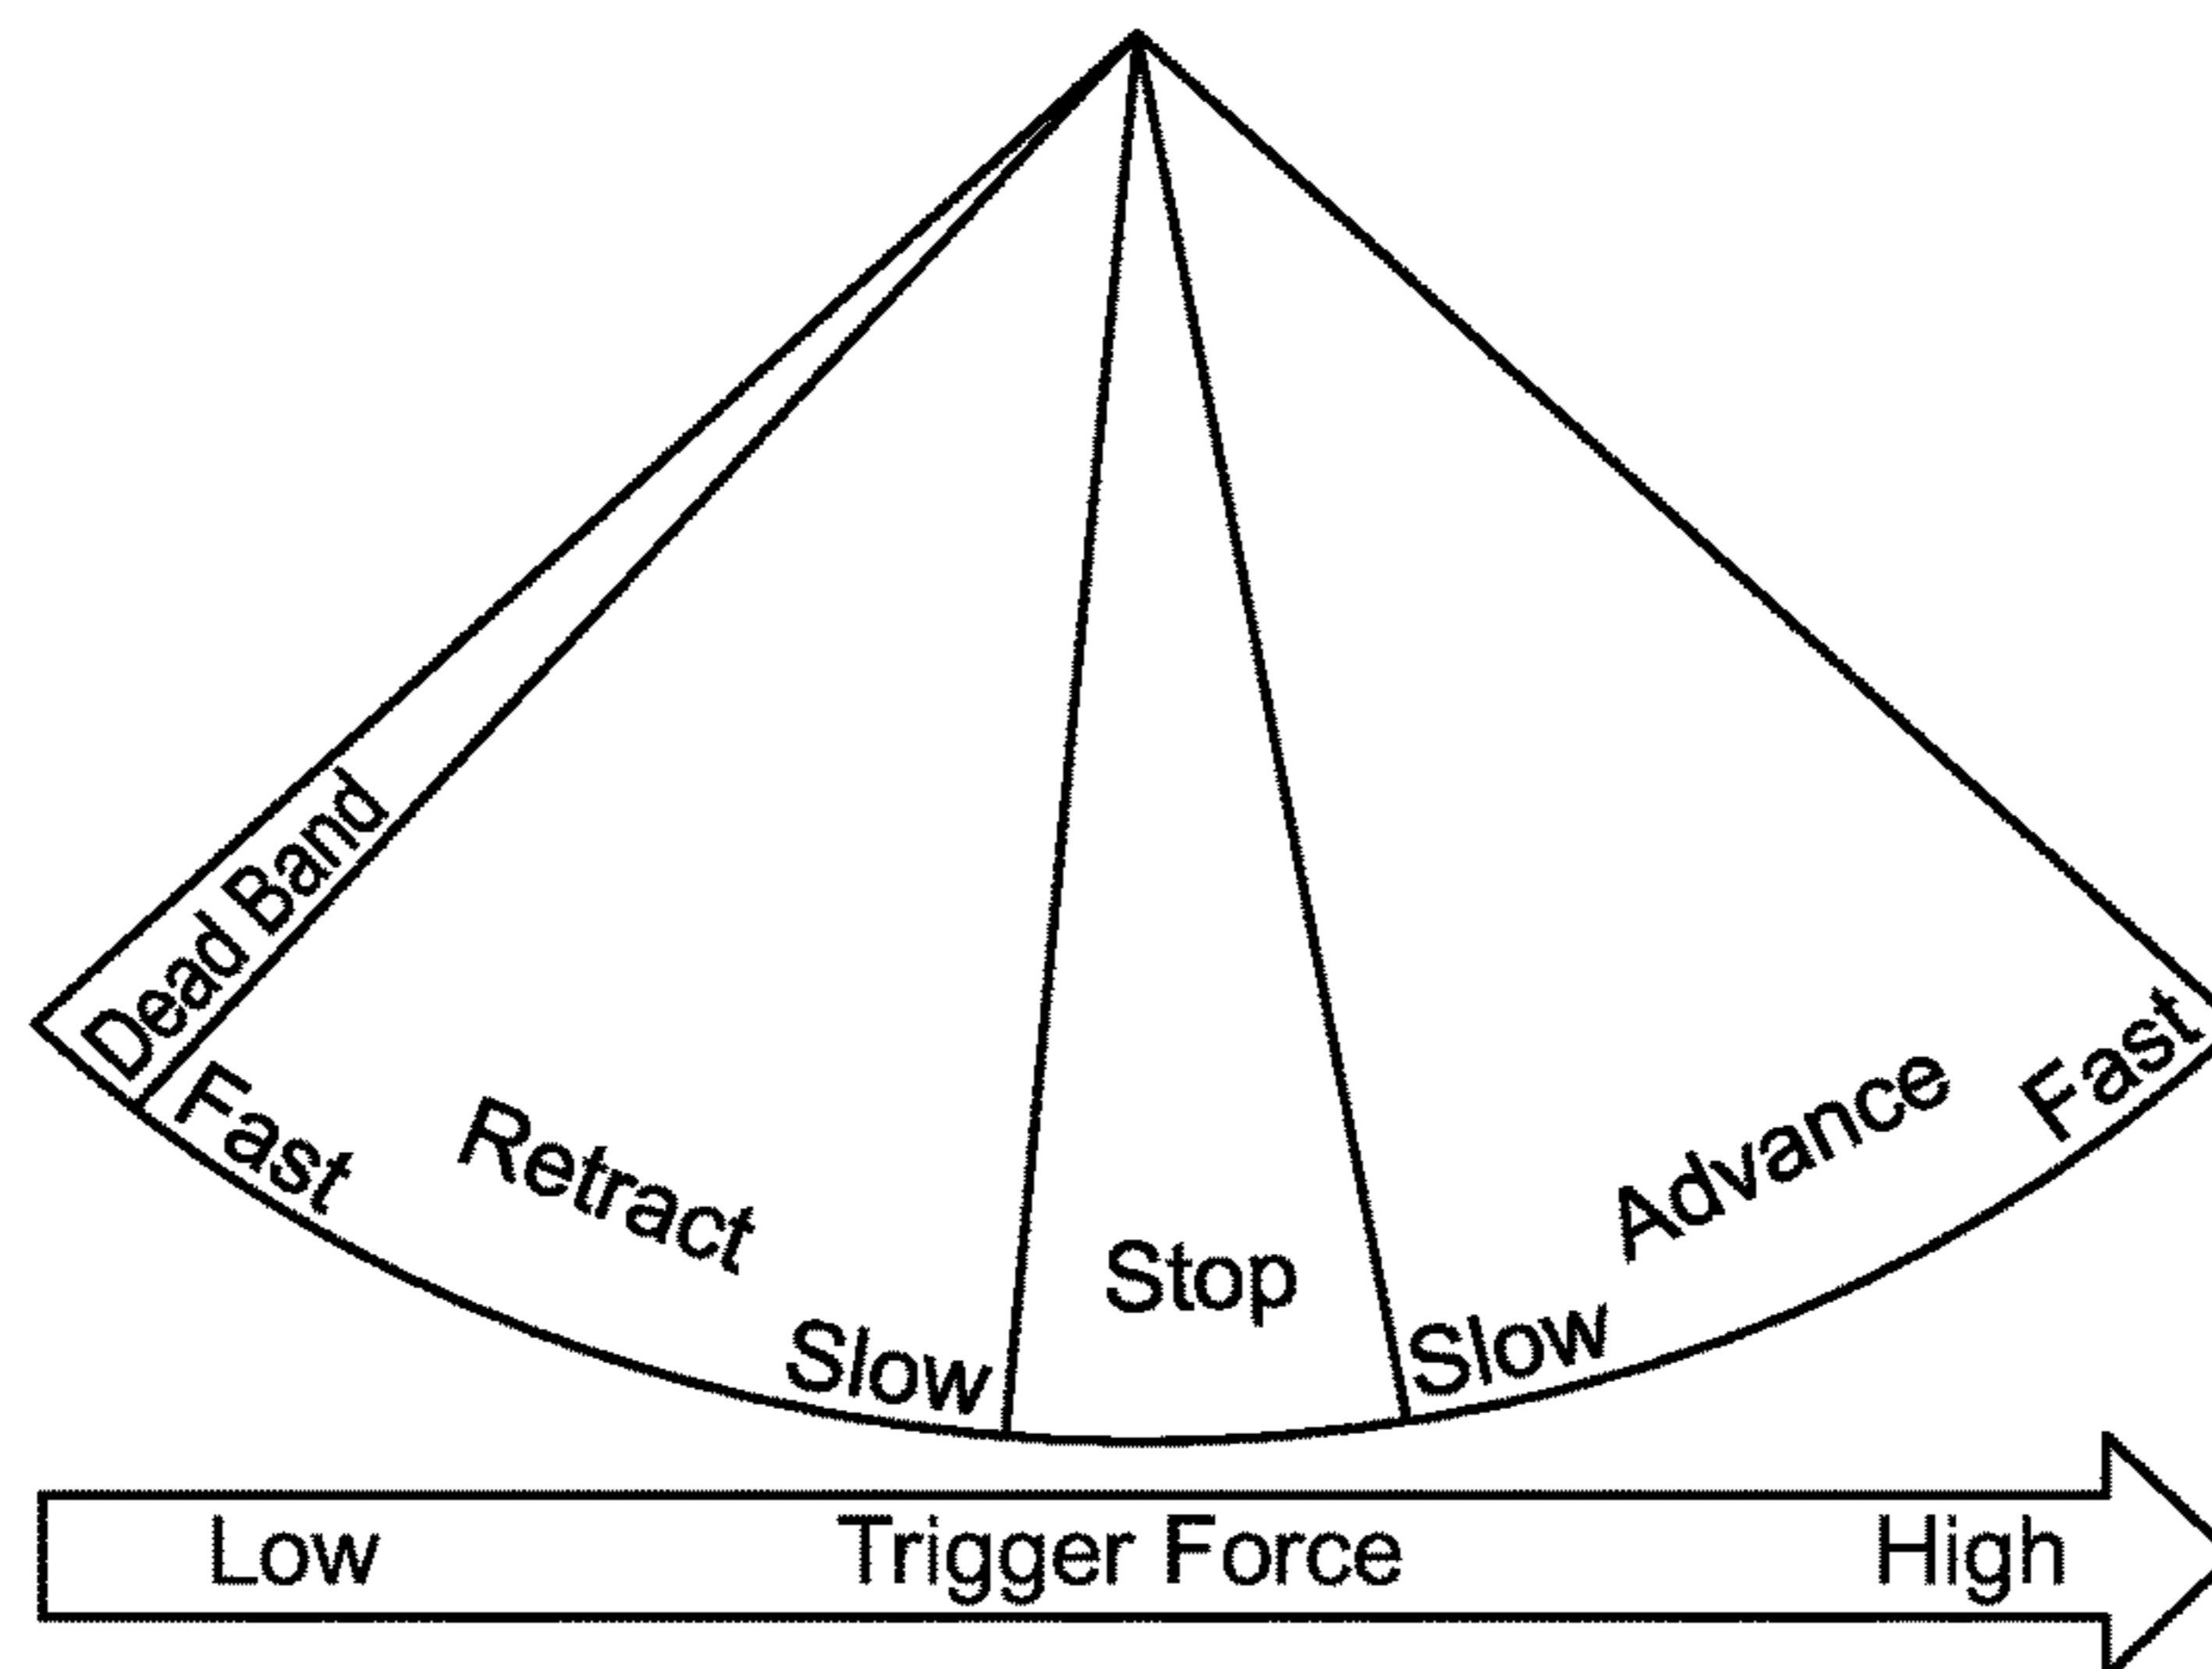 Dead Band
Fast
Retract
Slow
Stop
Slow
Advance
Fast
Low Trigger Force High